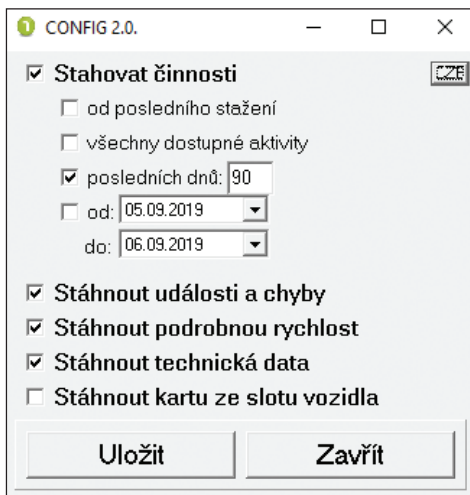 CONFIG 2.0.
Stahovat činnosti
CZE
od posledního stažení
všechny dostupné aktivity
posledních dnů: 90
od: 05.09.2019
do: 06.09.2019
Stáhnout události a chyby
Stáhnout podrobnou rychlost
Stáhnout technická data
Stáhnout kartu ze slotu vozidla
Uložit Zavřít